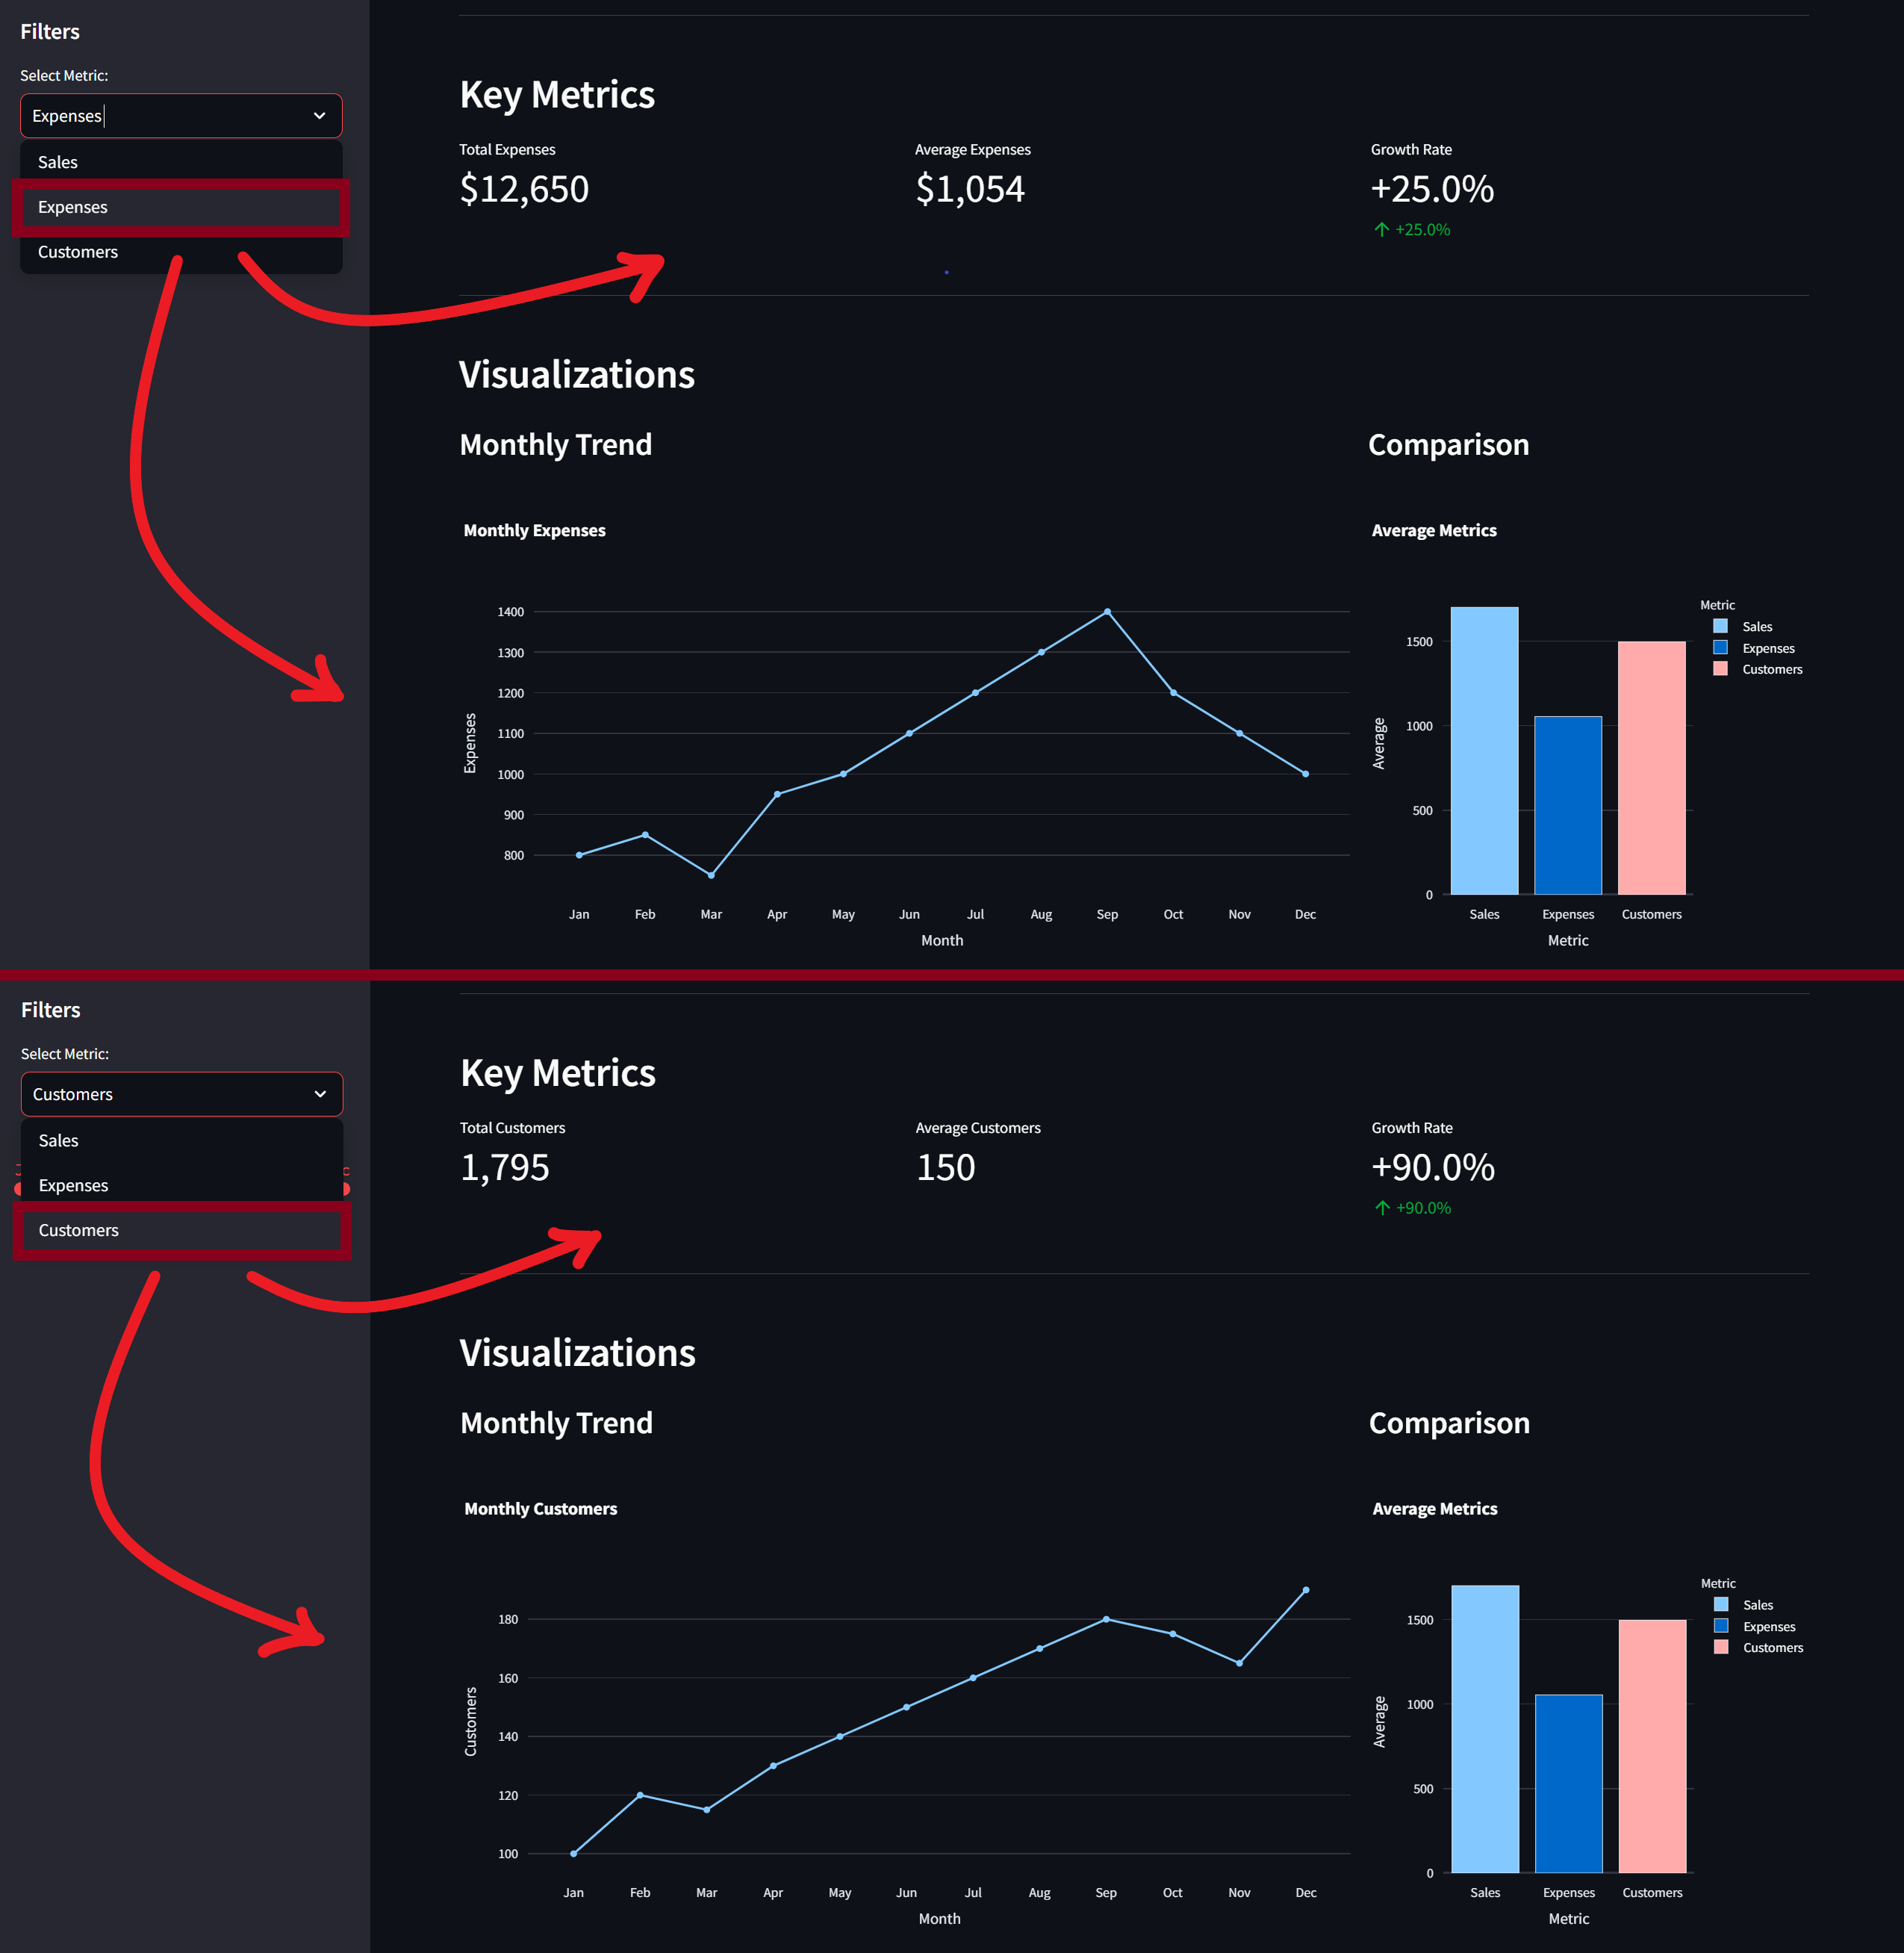 Filters
Select Metric:
Expenses
Sales
Expenses
Customers
Key Metrics
Total Expenses
$12,650
Average Expenses
$1,054
Growth Rate
+25.0%
+25.0%
Visualizations
Monthly Trend
Monthly Expenses
1400
1300
1200
1100
1000
900
800
Expenses
Jan Feb Mar Apr May Jun Jul Aug Sep Oct Nov Dec
Month
Comparison
Average Metrics
Metric
Sales
Expenses
Customers
1500
1000
500
0
Average
Sales Expenses Customers
Metric
Filters
Select Metric:
Customers
Sales
Expenses
Customers
Key Metrics
Total Customers
1,795
Average Customers
150
Growth Rate
+90.0%
+90.0%
Visualizations
Monthly Trend
Monthly Customers
180
160
140
120
100
Customers
Jan Feb Mar Apr May Jun Jul Aug Sep Oct Nov Dec
Month
Comparison
Average Metrics
Metric
Sales
Expenses
Customers
1500
1000
500
0
Average
Sales Expenses Customers
Metric